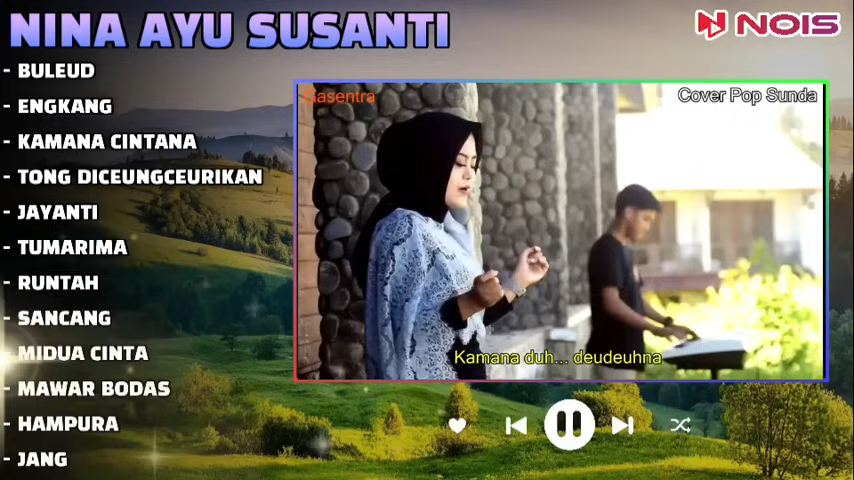 NINA AYU SUSANTI
NOIS
- BULEUD
- ENGKANG
- KAMANA CINTANA
- TONG DICEUNGCEURIKAN
- JAYANTI
- TUMARIMA
- RUNTAH
- SANCANG
- MIDUA CINTA
- MAWAR BODAS
- HAMPURA
- JANG
Gasentra
Cover Pop Sunda
Kamana duh... deudeuhna